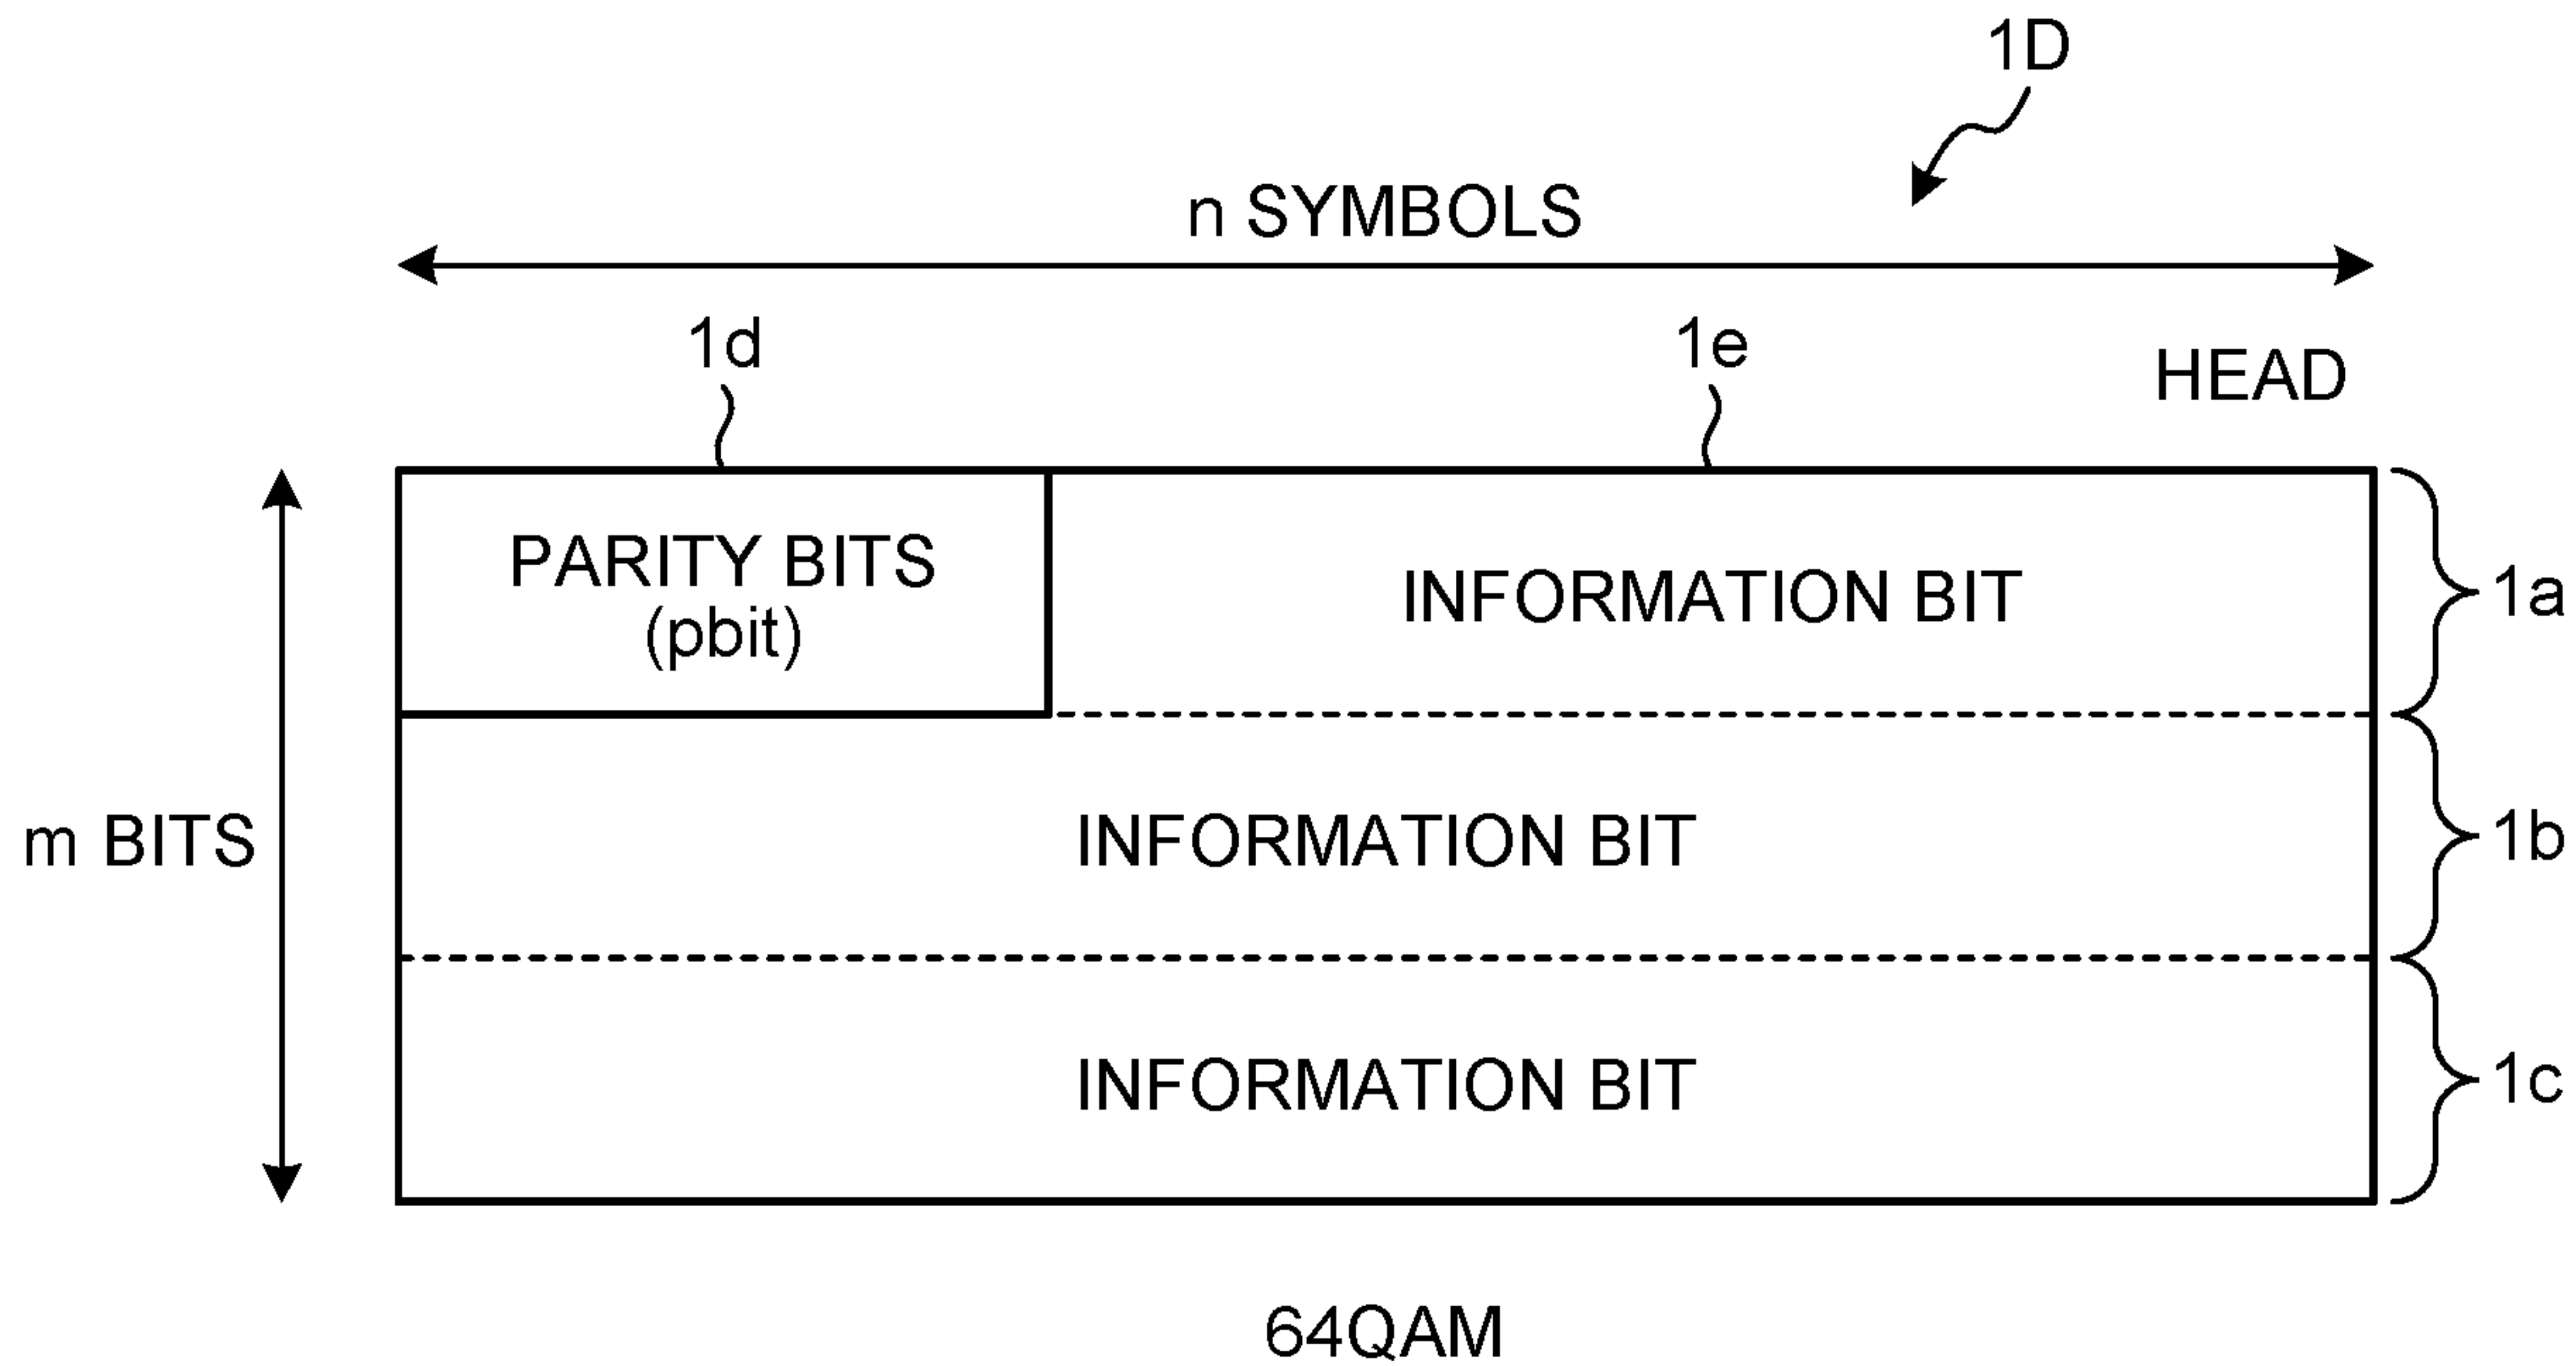 1D
n SYMBOLS
1d
1e
HEAD
PARITY BITS
(pbit)
INFORMATION BIT
1a
m BITS
INFORMATION BIT
1b
INFORMATION BIT
1c
64QAM